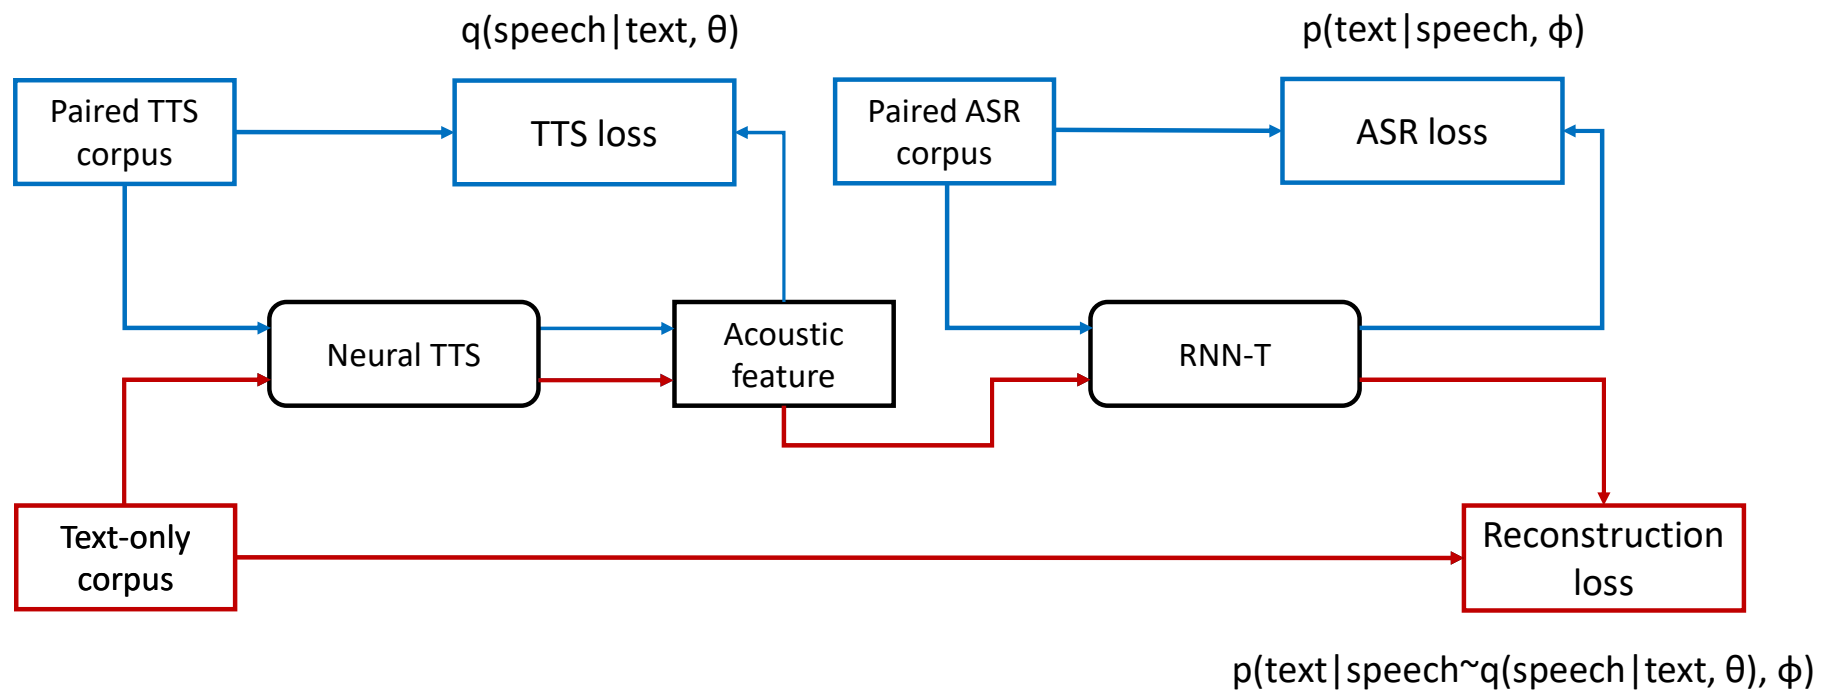 q(speech|text, θ)
p(text|speech, ϕ)
Paired TTS
corpus
TTS loss
Paired ASR
corpus
ASR loss
Neural TTS
Acoustic
feature
RNN-T
Text-only
corpus
Reconstruction
loss
p(text|speech~q(speech|text, θ), ϕ)